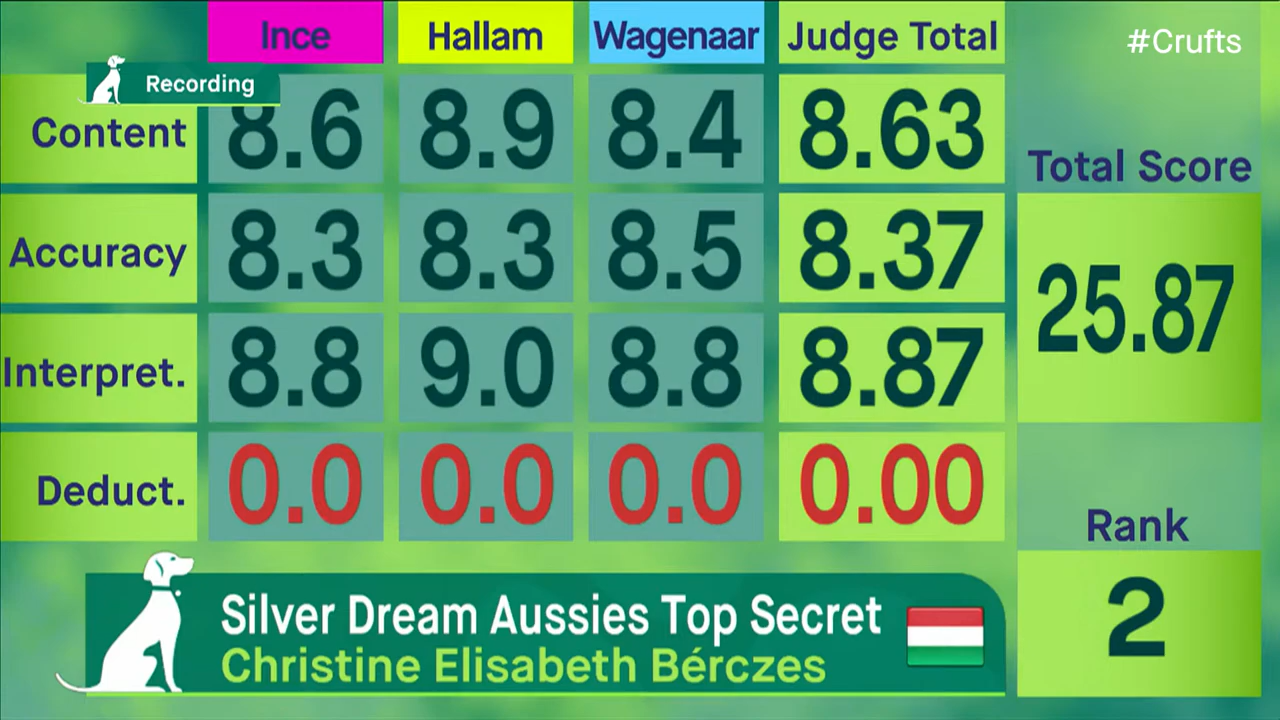 Ince Hallam Wagenaar Judge Total #Crufts
Recording
Content 8.6 8.9 8.4 8.63
Total Score
Accuracy 8.3 8.3 8.5 8.37
25.87
Interpret. 8.8 9.0 8.8 8.87
Deduct. 0.0 0.0 0.0 0.00
Rank
2
Silver Dream Aussies Top Secret
Christine Elisabeth Bérczes